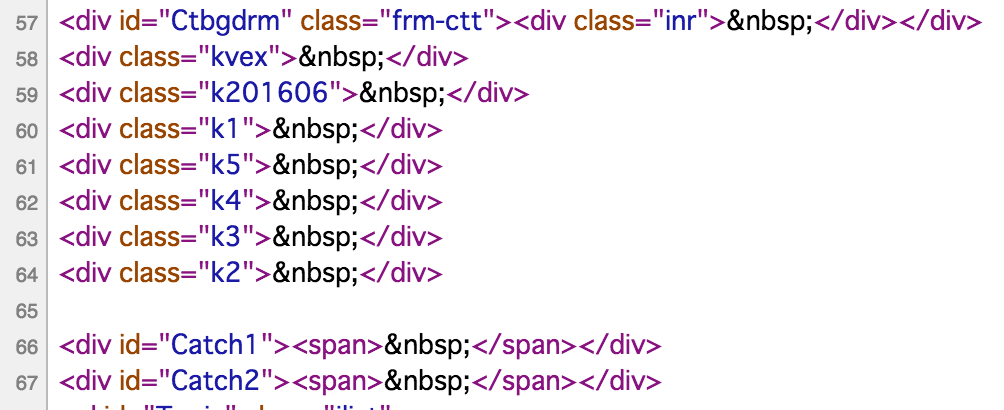 57 <div id="Ctbgdrm" class="frm-ctt"><div class="inr">&nbsp;</div></div>
58 <div class="kvex">&nbsp;</div>
59 <div class="k201606">&nbsp;</div>
60 <div class="k1">&nbsp;</div>
61 <div class="k5">&nbsp;</div>
62 <div class="k4">&nbsp;</div>
63 <div class="k3">&nbsp;</div>
64 <div class="k2">&nbsp;</div>
65
66 <div id="Catch1"><span>&nbsp;</span></div>
67 <div id="Catch2"><span>&nbsp;</span></div>